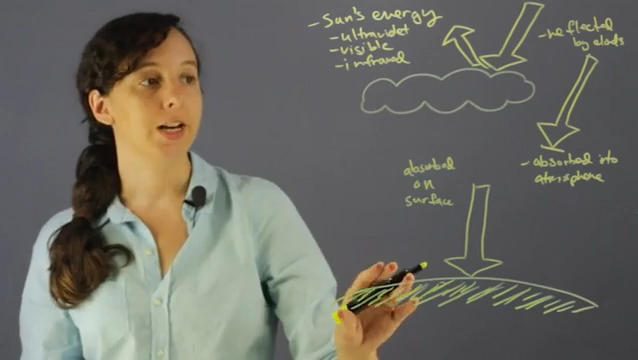 - Sun's energy
- ultraviolet
- visible
- infrared
- Reflected
by clouds
- absorbed into
atmosphere
absorbed
on
surface